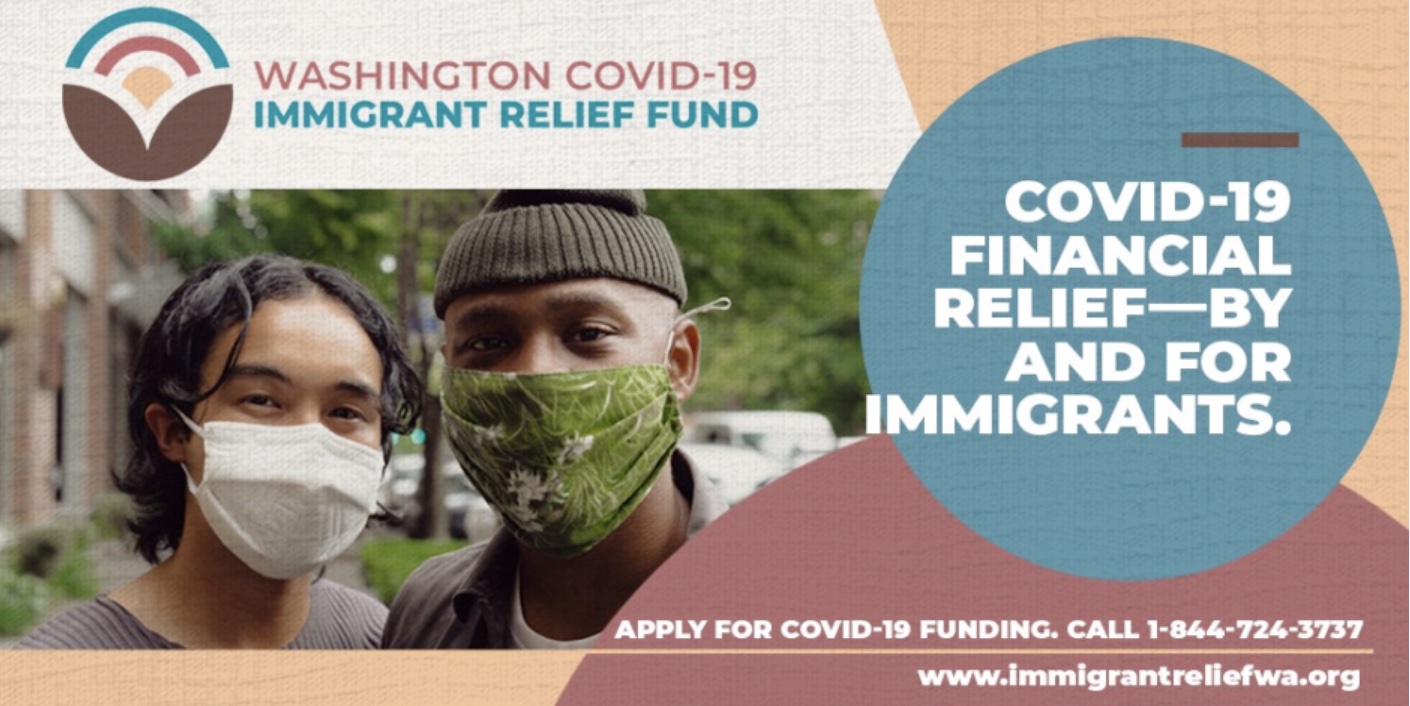 WASHINGTON COVID-19
IMMIGRANT RELIEF FUND
COVID-19
FINANCIAL
RELIEF—BY
AND FOR
IMMIGRANTS.
APPLY FOR COVID-19 FUNDING. CALL 1-844-724-3737
www.immigrantreliefwa.org